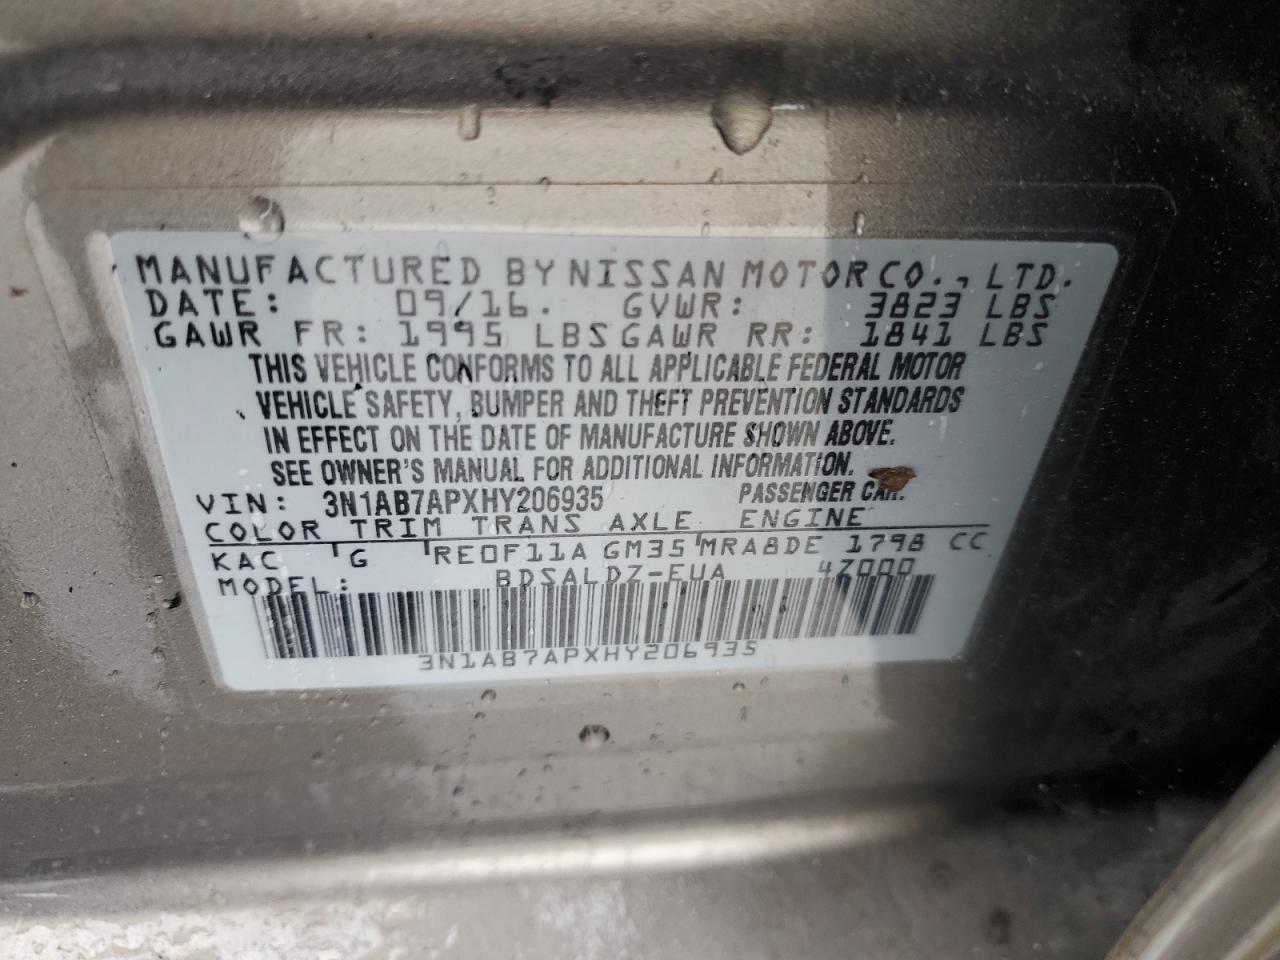 MANUFACTURED BY NISSAN MOTOR CO., LTD.
DATE: 09/16. GVWR: 3823 LBS
GAWR FR: 1995 LBS GAWR RR: 1841 LBS
THIS VEHICLE CONFORMS TO ALL APPLICABLE FEDERAL MOTOR
VEHICLE SAFETY, BUMPER AND THEFT PREVENTION STANDARDS
IN EFFECT ON THE DATE OF MANUFACTURE SHOWN ABOVE.
SEE OWNER'S MANUAL FOR ADDITIONAL INFORMATION.
VIN: 3N1AB7APXHY206935 PASSENGER CAR.
COLOR TRIM TRANS AXLE ENGINE
KAC G RE0F11A GM35 MRA8DE 1798 CC
MODEL: BDSALDZ-EUA 4Z000
3N1AB7APXHY206935